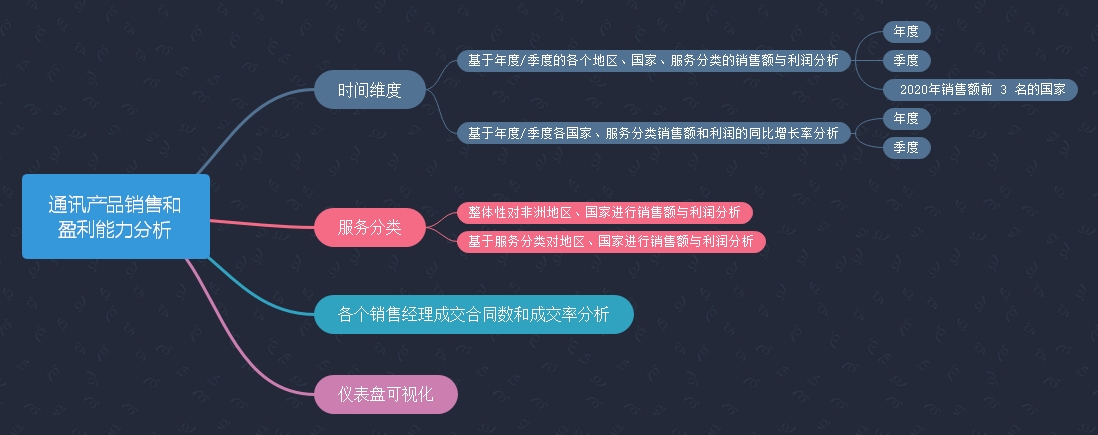 通讯产品销售和
盈利能力分析
时间维度
基于年度/季度的各个地区、国家、服务分类的销售额与利润分析
年度
季度
2020年销售额前 3 名的国家
基于年度/季度各国家、服务分类销售额和利润的同比增长率分析
年度
季度
服务分类
整体性对非洲地区、国家进行销售额与利润分析
基于服务分类对地区、国家进行销售额与利润分析
各个销售经理成交合同数和成交率分析
仪表盘可视化